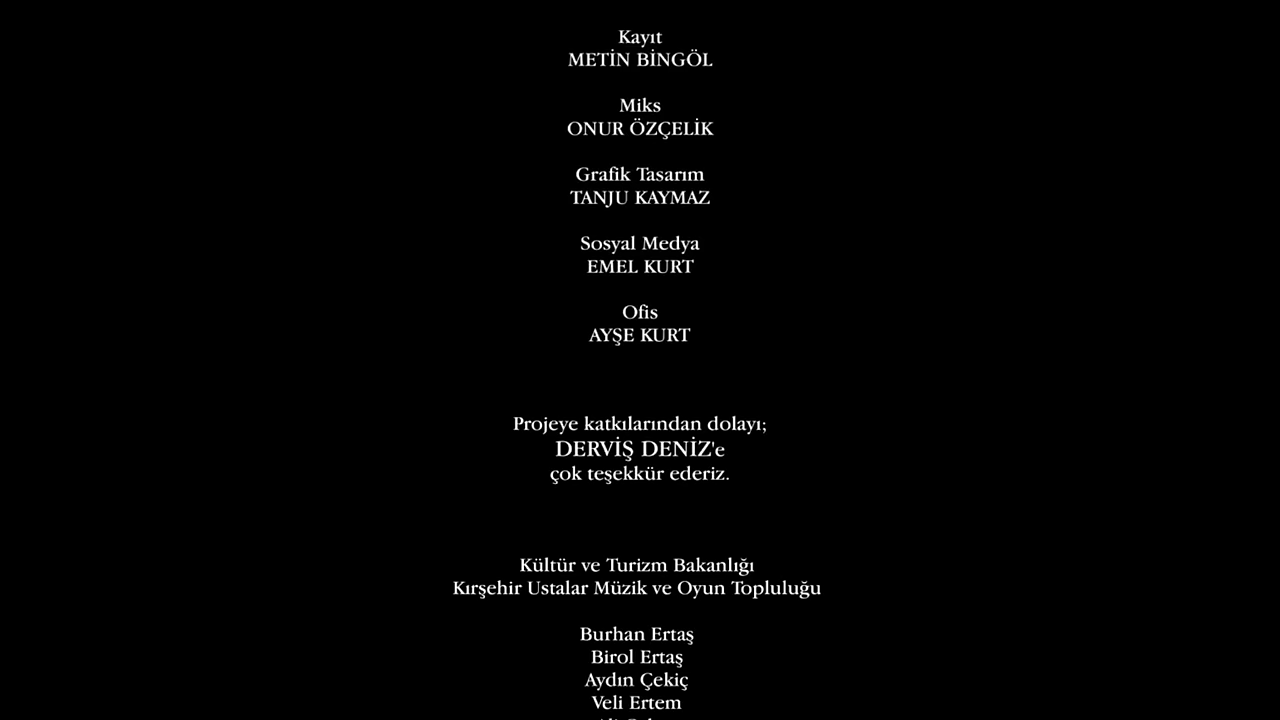 Kayıt
METİN BİNGÖL
Miks
ONUR ÖZÇELİK
Grafik Tasarım
TANJU KAYMAZ
Sosyal Medya
EMEL KURT
Ofis
AYŞE KURT
Projeye katkılarından dolayı;
DERVİŞ DENİZ'e
çok teşekkür ederiz.
Kültür ve Turizm Bakanlığı
Kırşehir Ustalar Müzik ve Oyun Topluluğu
Burhan Ertaş
Birol Ertaş
Aydın Çekiç
Veli Ertem